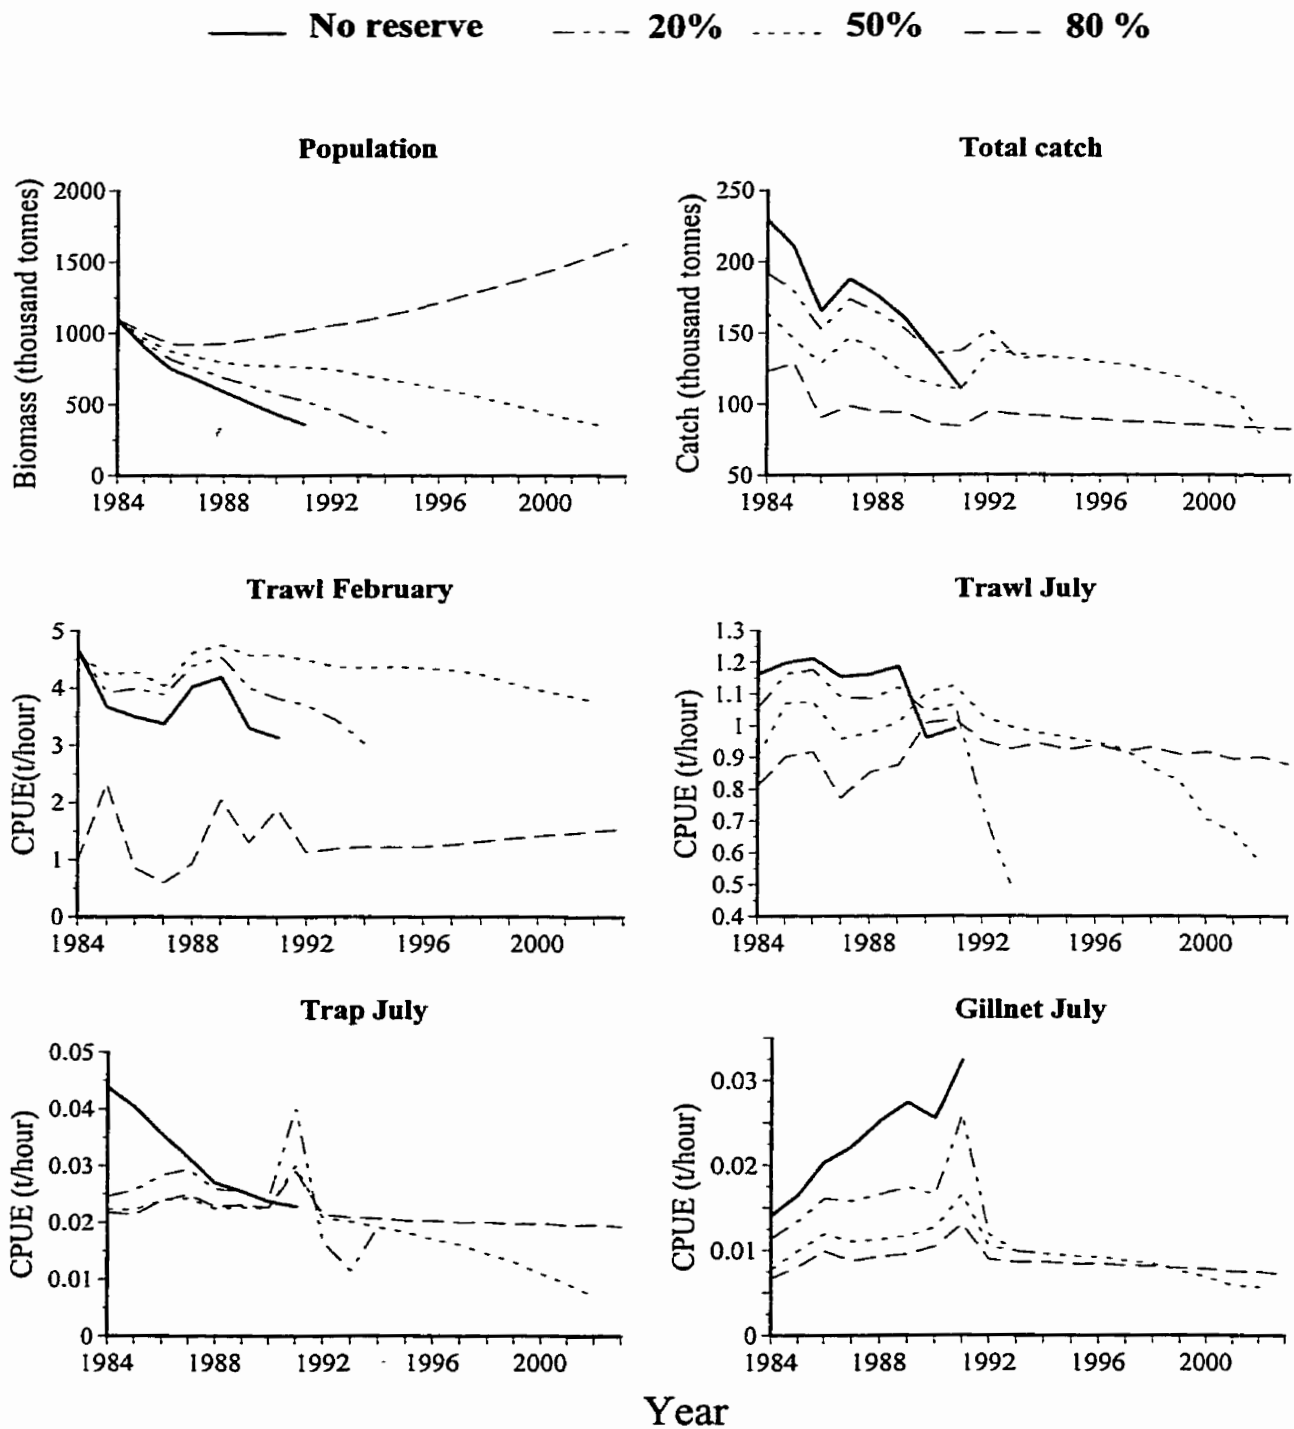 No reserve 20% 50% 80 %
Population
Biomass (thousand tonnes)
2000
1500
1000
500
0
1984 1988 1992 1996 2000
Total catch
Catch (thousand tonnes)
250
200
150
100
50
1984 1988 1992 1996 2000
Trawl February
CPUE(t/hour)
5
4
3
2
1
0
1984 1988 1992 1996 2000
Trawl July
CPUE (t/hour)
1.3
1.2
1.1
1
0.9
0.8
0.7
0.6
0.5
0.4
1984 1988 1992 1996 2000
Trap July
CPUE (t/hour)
0.05
0.04
0.03
0.02
0.01
0
1984 1988 1992 1996 2000
Gillnet July
CPUE (t/hour)
0.03
0.02
0.01
0
1984 1988 1992 1996 2000
Year